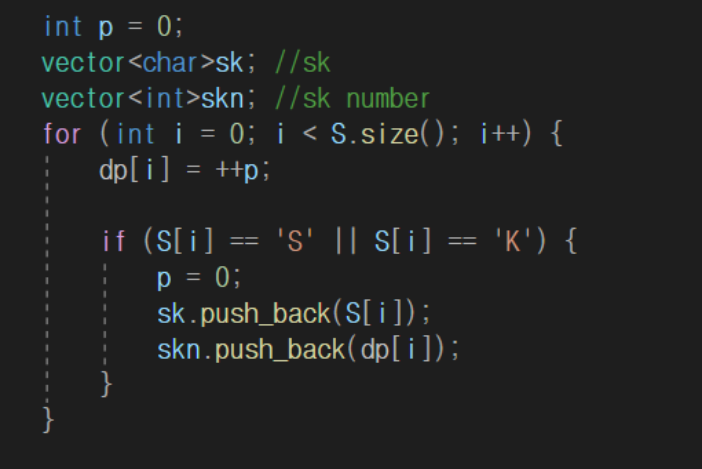 int p = 0;
vector<char>sk; //sk
vector<int>skn; //sk number
for (int i = 0; i < S.size(); i++) {
dp[i] = ++p;
if (S[i] == 'S' || S[i] == 'K') {
p = 0;
sk.push_back(S[i]);
skn.push_back(dp[i]);
}
}